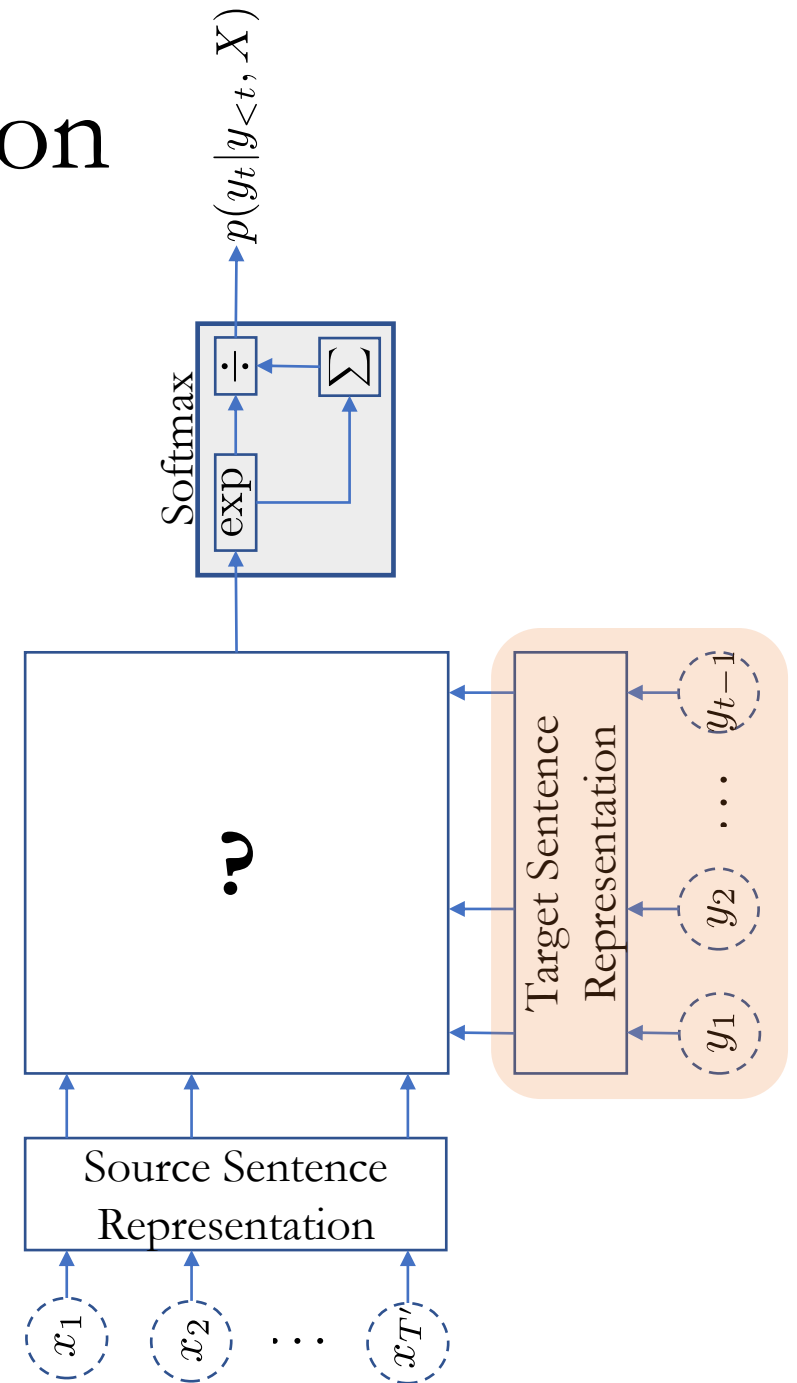 on
p(y_t|y_{<t}, X)
Softmax
exp
÷
Σ
?
Source Sentence
Representation
x_1
x_2
...
x_{T'}
Target Sentence
Representation
y_1
y_2
...
y_{t-1}